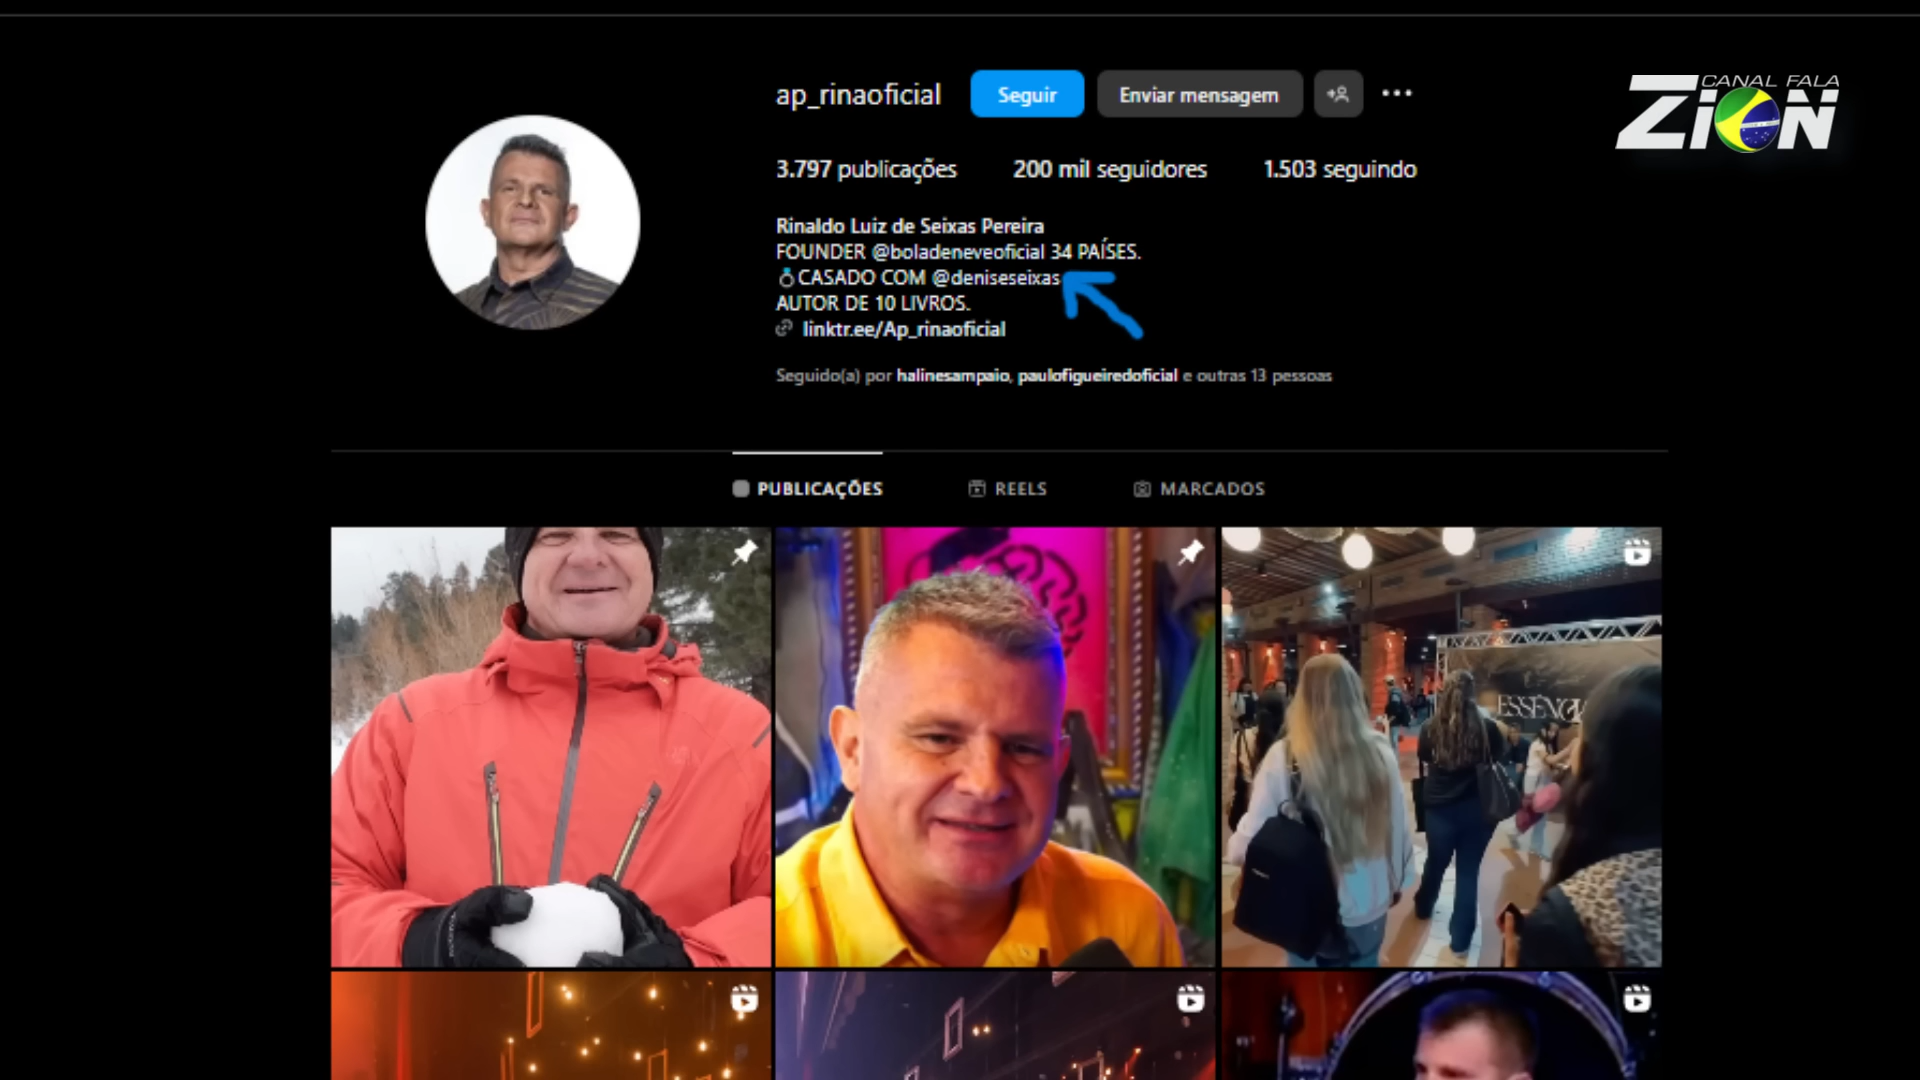 CANAL FALA
ZiON
ap_rinaoficial
Seguir
Enviar mensagem
3.797 publicações
200 mil seguidores
1.503 seguindo
Rinaldo Luiz de Seixas Pereira
FOUNDER @boladeneveoficial 34 PAÍSES.
CASADO COM @deniseseixas
AUTOR DE 10 LIVROS.
linktr.ee/Ap_rinaoficial
Seguido(a) por halinesampaio, paulofigueiredoficial e outras 13 pessoas
PUBLICAÇÕES
REELS
MARCADOS